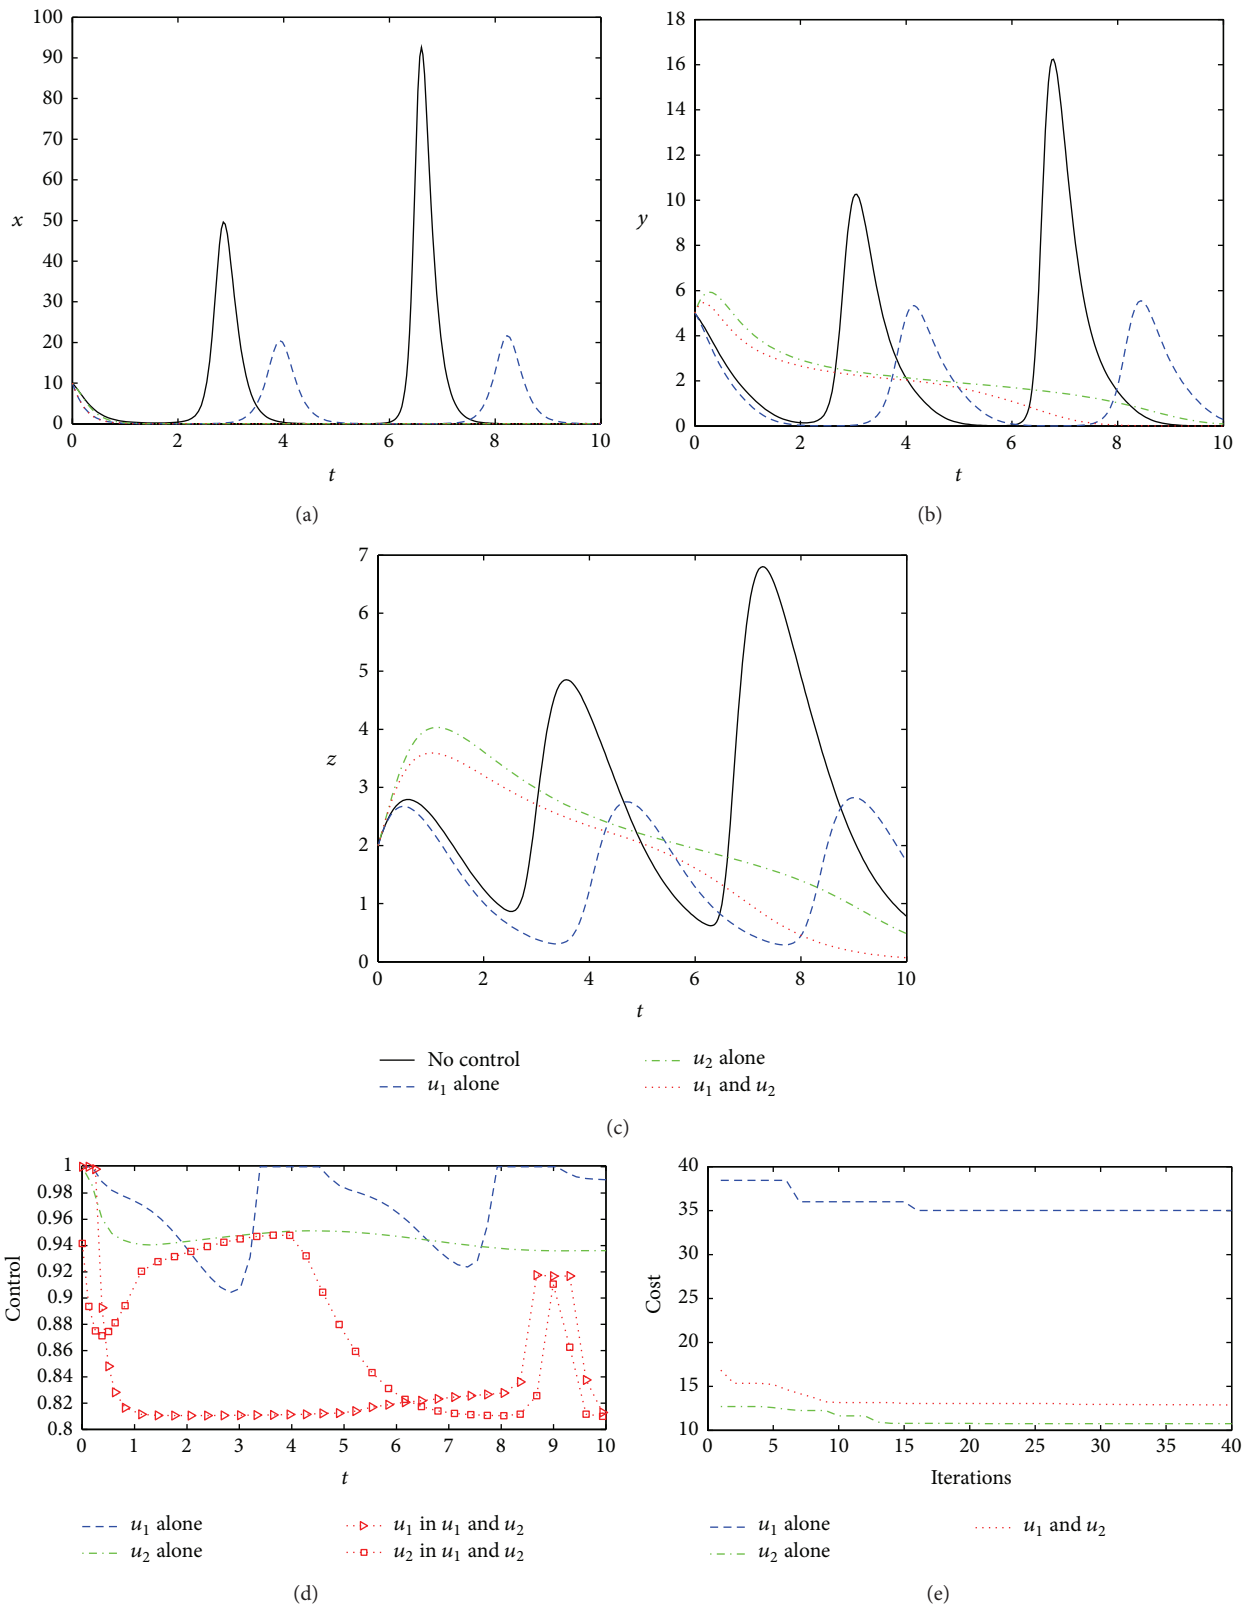 100
90
80
70
60
50
40
30
20
10
0
x
0 2 4 6 8 10
t
(a)
18
16
14
12
10
8
6
4
2
0
y
0 2 4 6 8 10
t
(b)
7
6
5
4
3
2
1
0
z
0 2 4 6 8 10
t
No control
u1 alone
u2 alone
u1 and u2
(c)
1
0.98
0.96
0.94
0.92
0.9
0.88
0.86
0.84
0.82
0.8
Control
0 1 2 3 4 5 6 7 8 9 10
t
u1 alone
u2 alone
u1 in u1 and u2
u2 in u1 and u2
(d)
40
35
30
25
20
15
10
Cost
0 5 10 15 20 25 30 35 40
Iterations
u1 alone
u2 alone
u1 and u2
(e)